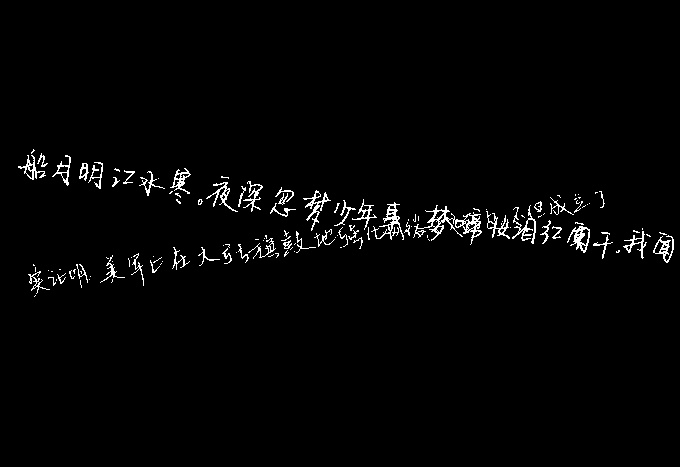 船月明江水寒。夜深忽梦少年事,梦啼妆泪红阑干。我闻
实证明,美军已在大张旗鼓地强化 不但成立了